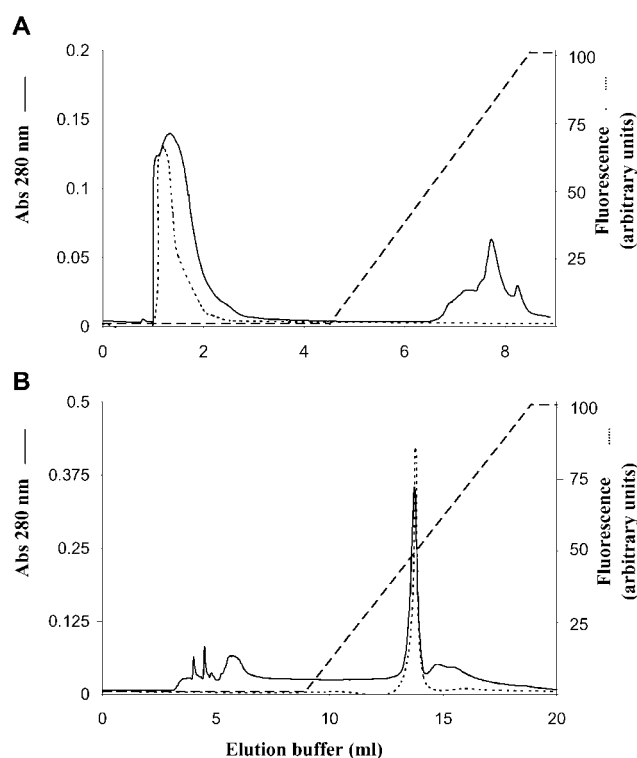 A
Abs 280 nm
0.2
0.15
0.1
0.05
0
0 2 4 6 8
100
75
50
25
Fluorescence
(arbitrary units)
B
Abs 280 nm
0.5
0.375
0.25
0.125
0
0 5 10 15 20
100
75
50
25
Fluorescence
(arbitrary units)
Elution buffer (ml)